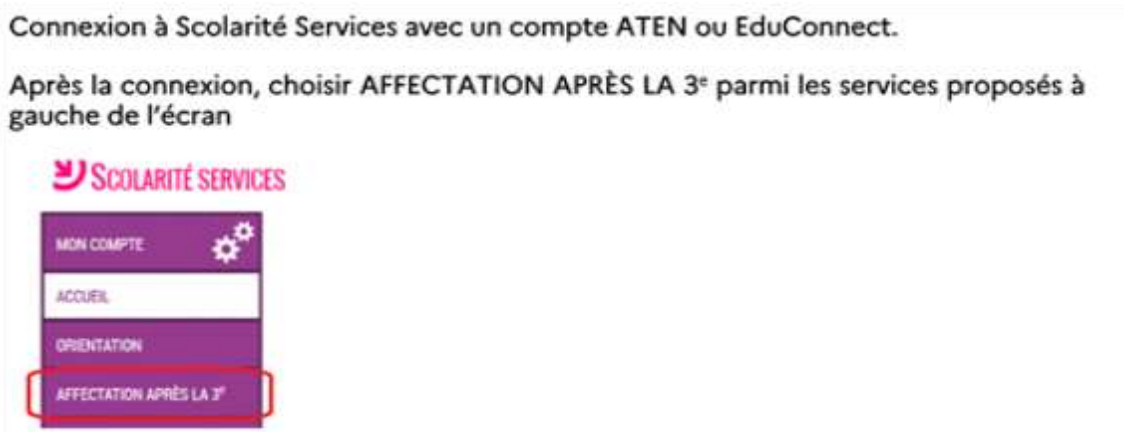 Connexion à Scolarité Services avec un compte ATEN ou EduConnect.
Après la connexion, choisir AFFECTATION APRÈS LA 3ᵉ parmi les services proposés à
gauche de l'écran
SCOLARITÉ SERVICES
MON COMPTE
ACCUEIL
ORIENTATION
AFFECTATION APRÈS LA 3ᵉ